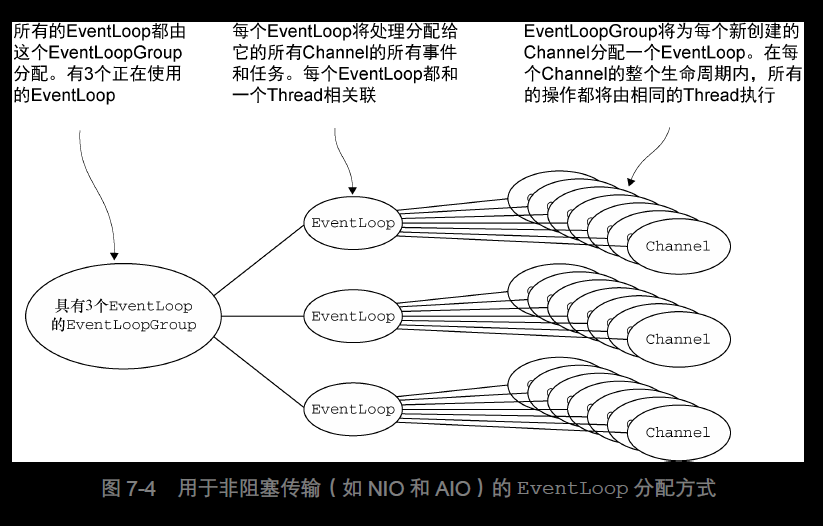 所有的EventLoop都由
这个EventLoopGroup
分配。有3个正在使用
的EventLoop
每个EventLoop将处理分配给
它的所有Channel的所有事件
和任务。每个EventLoop都和
一个Thread相关联
EventLoopGroup将为每个新创建的
Channel分配一个EventLoop。在每
个Channel的整个生命周期内，所有
的操作都将由相同的Thread执行
EventLoop
Channel
具有3个EventLoop
的EventLoopGroup
EventLoop
Channel
EventLoop
Channel
图 7-4 用于非阻塞传输（如 NIO 和 AIO）的 EventLoop 分配方式